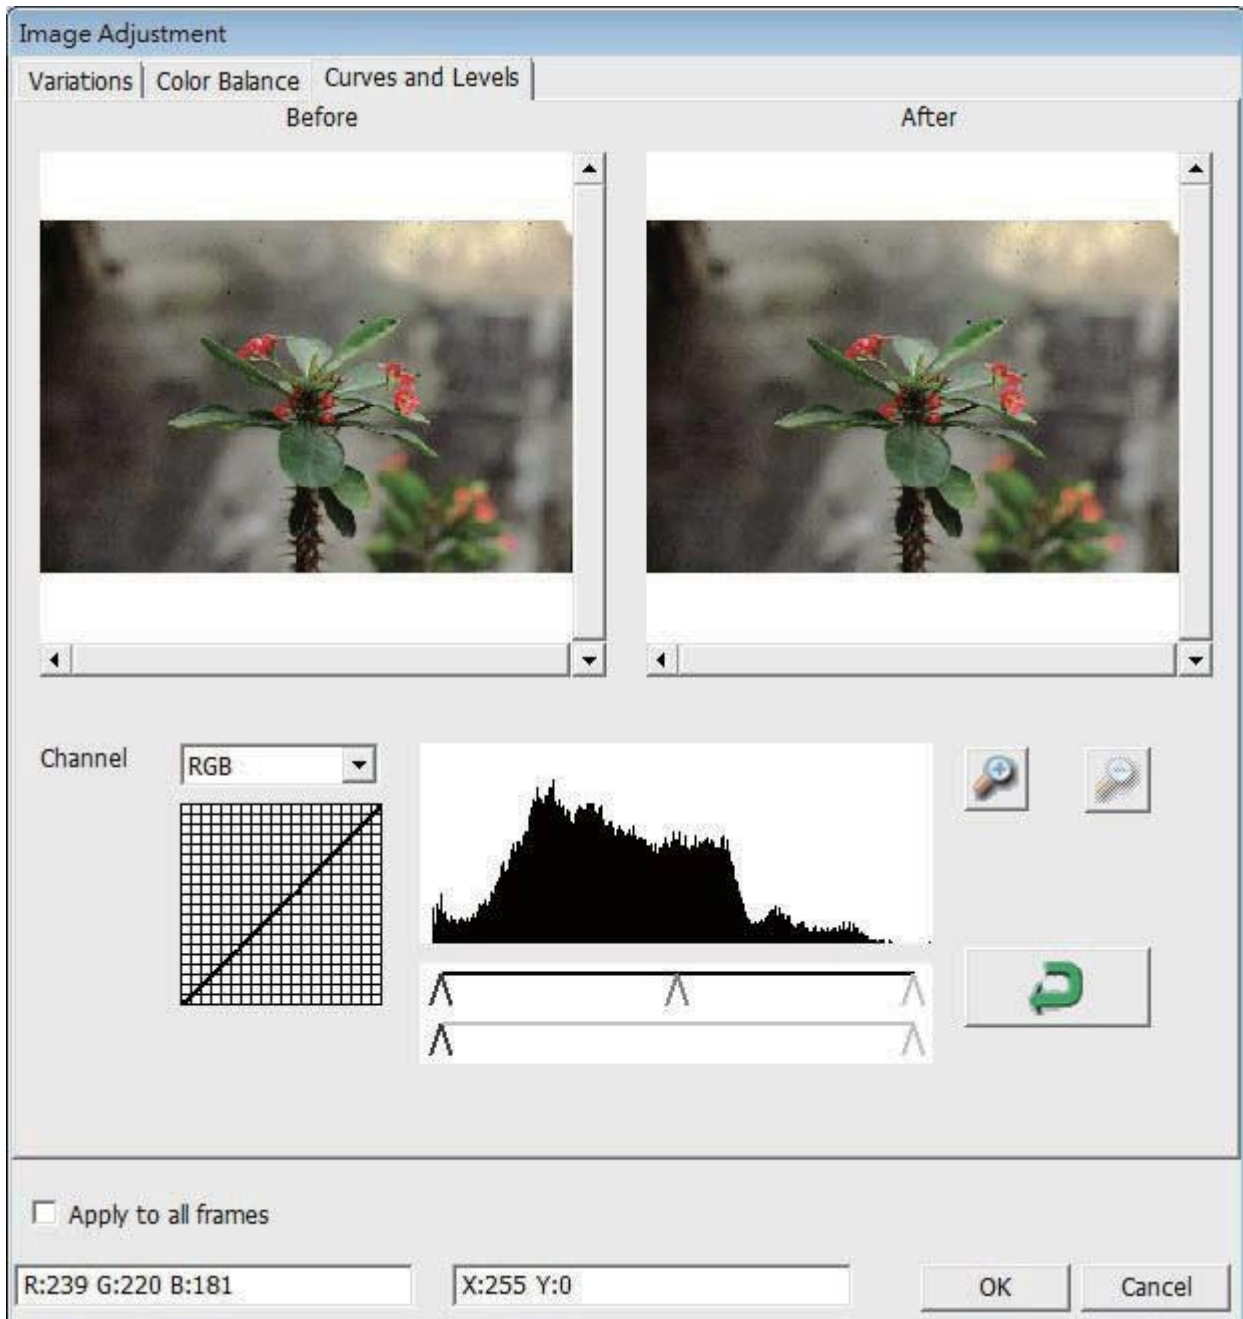 Image Adjustment
Variations
Color Balance
Curves and Levels
Before
After
Channel
RGB
Apply to all frames
R:239 G:220 B:181
X:255 Y:0
OK
Cancel